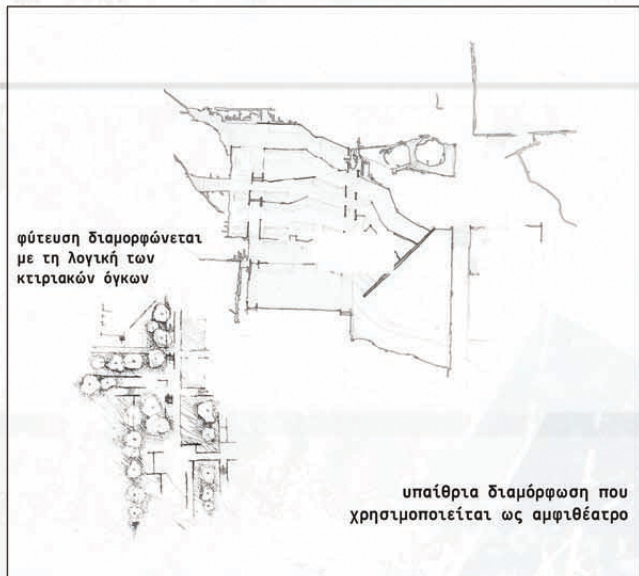 φύτευση διαμορφώνεται
με τη λογική των
κτιριακών όγκων
υπαίθρια διαμόρφωση που
χρησιμοποιείται ως αμφιθέατρο